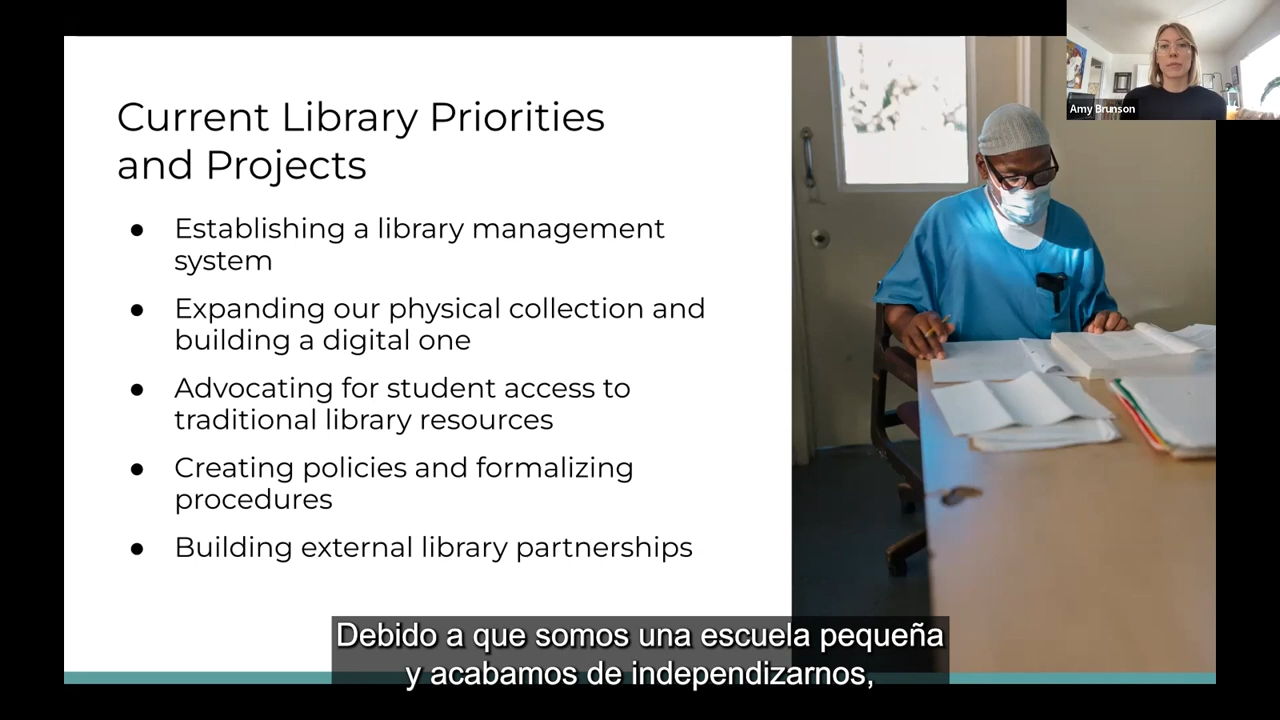 Current Library Priorities
and Projects
● Establishing a library management
system
● Expanding our physical collection and
building a digital one
● Advocating for student access to
traditional library resources
● Creating policies and formalizing
procedures
● Building external library partnerships
Amy Brunson
Debido a que somos una escuela pequeña
y acabamos de independizarnos,